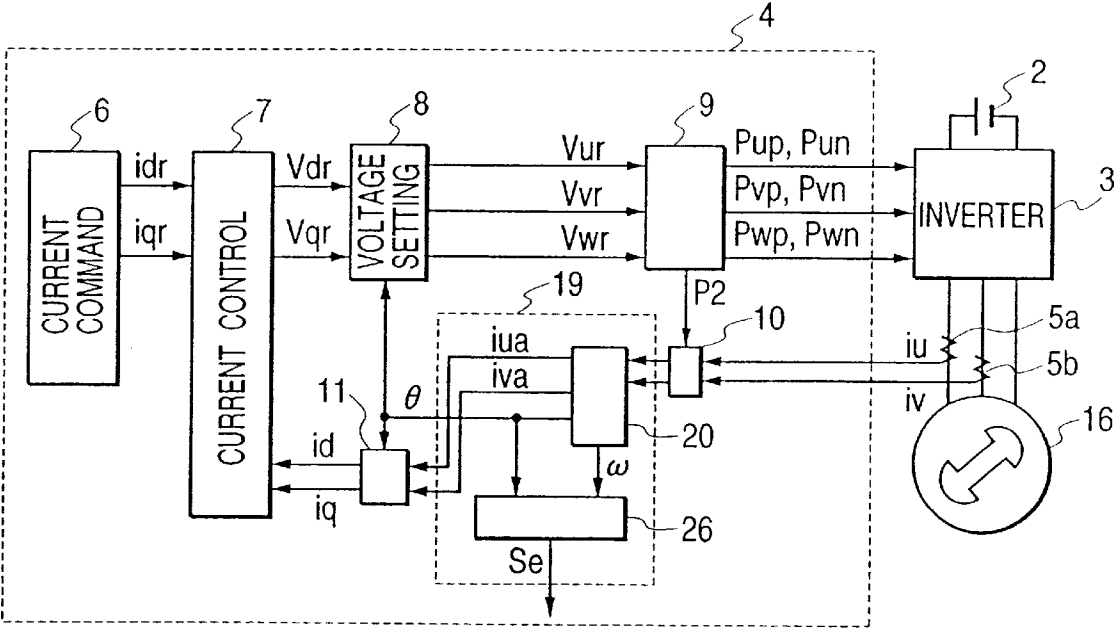 4
2
6
7
8
9
idr
Vdr
Vur
Pup, Pun
Vvr
Pvp, Pvn
3
iqr
Vqr
Vwr
Pwp, Pwn
CURRENT
COMMAND
CURRENT CONTROL
VOLTAGE
SETTING
INVERTER
P2
19
10
5a
iua
iu
5b
iva
iv
11
θ
20
16
id
ω
iq
26
Se